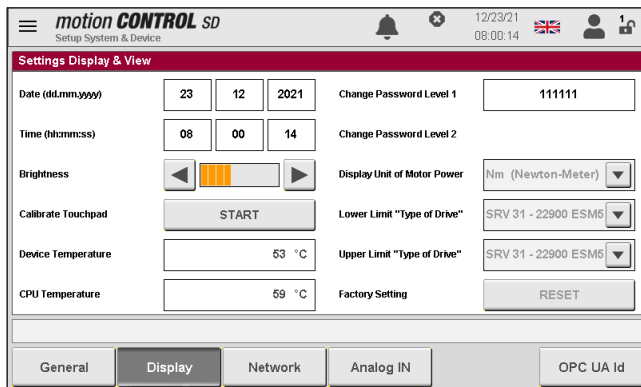 motion CONTROL SD
Setup System & Device
12/23/21
08:00:14
1
Settings Display & View
Date (dd.mm.yyyy) 23 12 2021 Change Password Level 1 111111
Time (hh:mm:ss) 08 00 14 Change Password Level 2
Brightness Display Unit of Motor Power Nm (Newton-Meter)
Calibrate Touchpad START Lower Limit "Type of Drive" SRV 31 - 22900 ESM5
Device Temperature 53 °C Upper Limit "Type of Drive" SRV 31 - 22900 ESM5
CPU Temperature 59 °C Factory Setting RESET
General Display Network Analog IN OPC UA Id